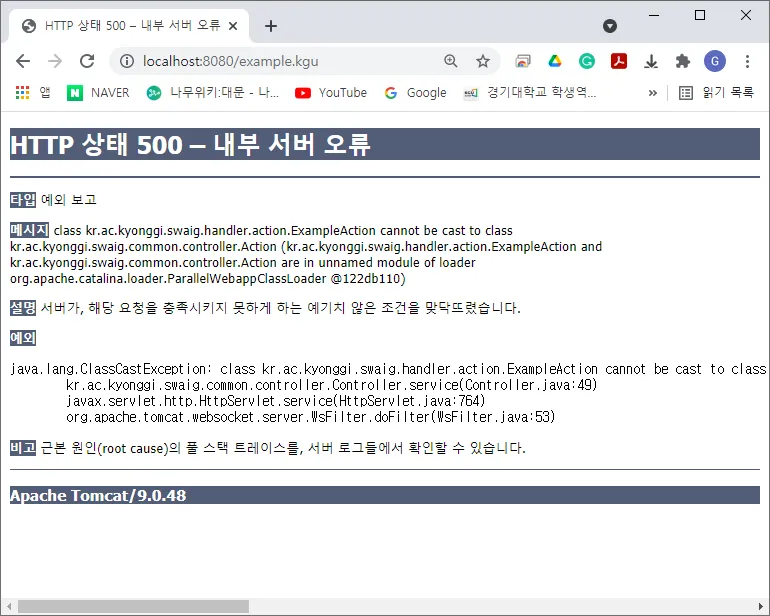 HTTP 상태 500 – 내부 서버 오류
localhost:8080/example.kgu
G
앱 NAVER 나무위키:대문 - 나... YouTube Google 경기대학교 학생역... » 읽기 목록
HTTP 상태 500 – 내부 서버 오류
타입 예외 보고
메시지 class kr.ac.kyonggi.swaig.handler.action.ExampleAction cannot be cast to class
kr.ac.kyonggi.swaig.common.controller.Action (kr.ac.kyonggi.swaig.handler.action.ExampleAction and
kr.ac.kyonggi.swaig.common.controller.Action are in unnamed module of loader
org.apache.catalina.loader.ParallelWebappClassLoader @122db110)
설명 서버가, 해당 요청을 충족시키지 못하게 하는 예기치 않은 조건을 맞닥뜨렸습니다.
예외
java.lang.ClassCastException: class kr.ac.kyonggi.swaig.handler.action.ExampleAction cannot be cast to class
kr.ac.kyonggi.swaig.common.controller.Controller.service(Controller.java:49)
javax.servlet.http.HttpServlet.service(HttpServlet.java:764)
org.apache.tomcat.websocket.server.WsFilter.doFilter(WsFilter.java:53)
비고 근본 원인(root cause)의 풀 스택 트레이스를, 서버 로그들에서 확인할 수 있습니다.
Apache Tomcat/9.0.48